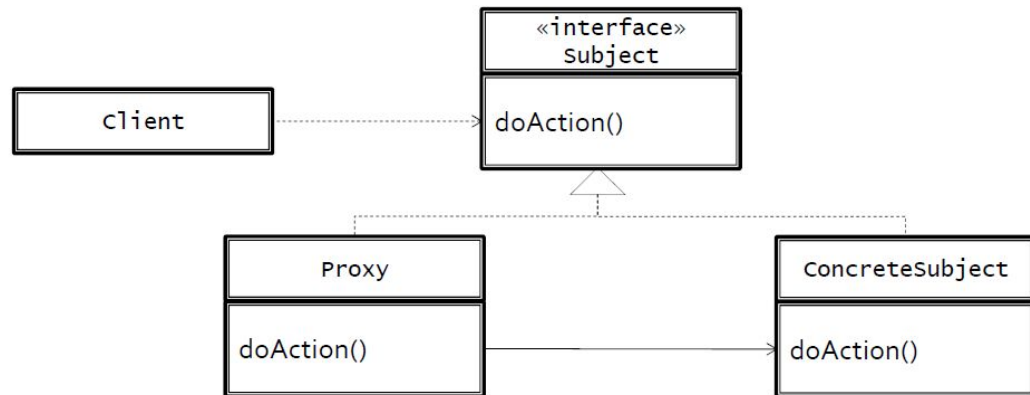 «interface»
Subject
Client
doAction()
Proxy
ConcreteSubject
doAction()
doAction()